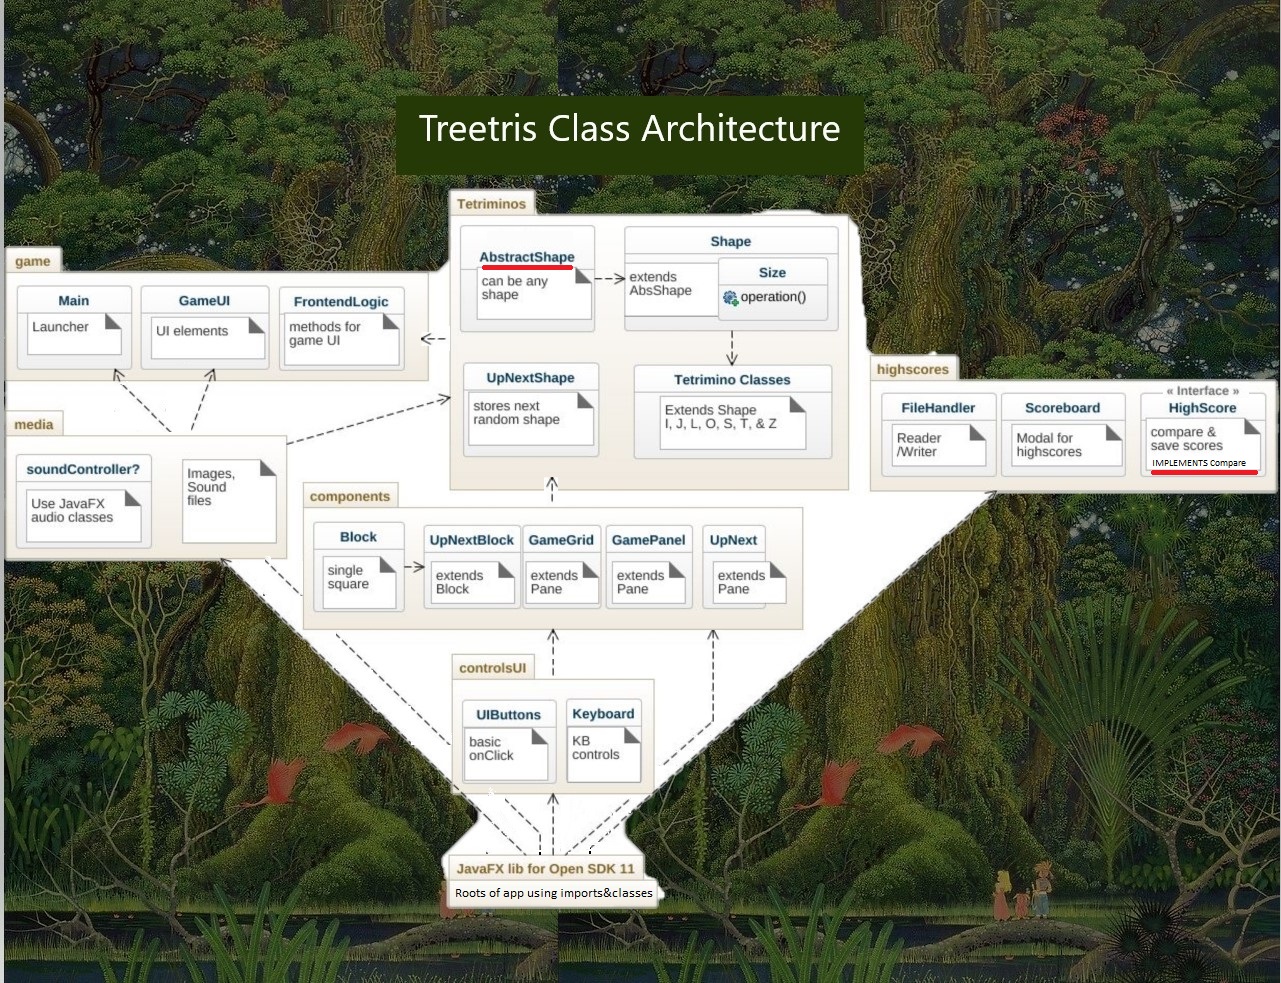 Treetris Class Architecture
Tetriminos
AbstractShape
can be any
shape
Shape
extends
AbsShape
Size
operation()
UpNextShape
stores next
random shape
Tetrimino Classes
Extends Shape
I, J, L, O, S, T, & Z
game
Main
Launcher
GameUI
UI elements
FrontendLogic
methods for
game UI
highscores
FileHandler
Reader
/Writer
Scoreboard
Modal for
highscores
« Interface »
HighScore
compare &
save scores
IMPLEMENTS Compare
media
soundController?
Use JavaFX
audio classes
Images,
Sound
files
components
Block
single
square
UpNextBlock
extends
Block
GameGrid
extends
Pane
GamePanel
extends
Pane
UpNext
extends
Pane
controlsUI
UIButtons
basic
onClick
Keyboard
KB
controls
JavaFX lib for Open SDK 11
Roots of app using imports&classes